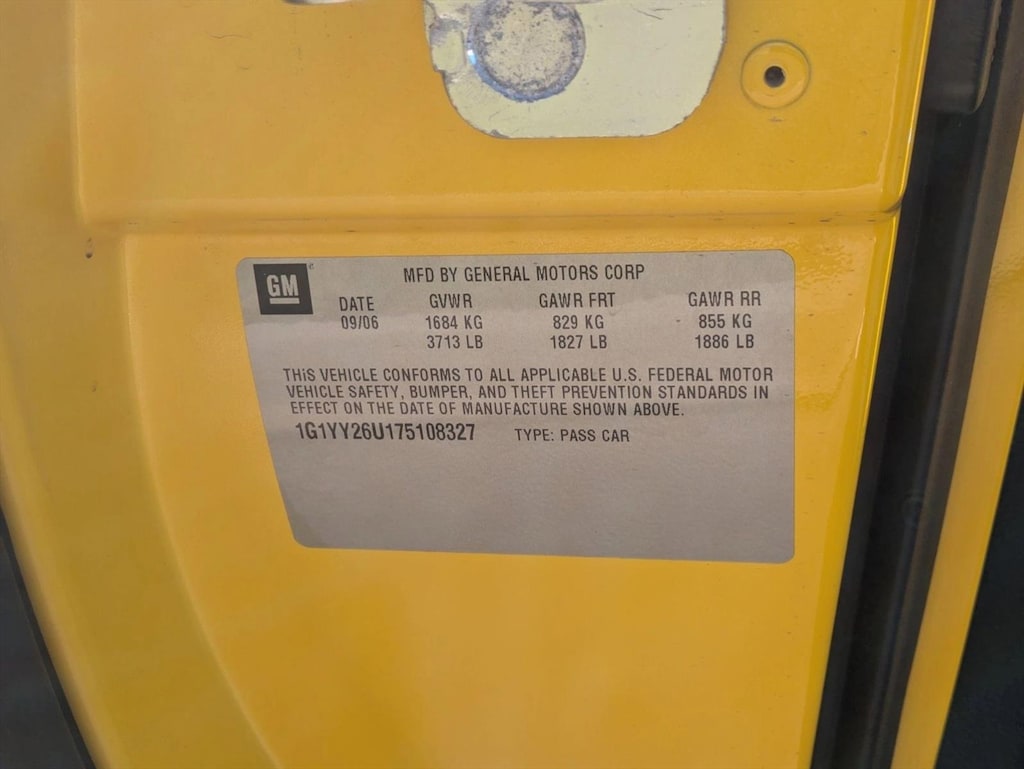 GM
MFD BY GENERAL MOTORS CORP
DATE GVWR GAWR FRT GAWR RR
09/06 1684 KG 829 KG 855 KG
3713 LB 1827 LB 1886 LB
THIS VEHICLE CONFORMS TO ALL APPLICABLE U.S. FEDERAL MOTOR
VEHICLE SAFETY, BUMPER, AND THEFT PREVENTION STANDARDS IN
EFFECT ON THE DATE OF MANUFACTURE SHOWN ABOVE.
1G1YY26U175108327 TYPE: PASS CAR